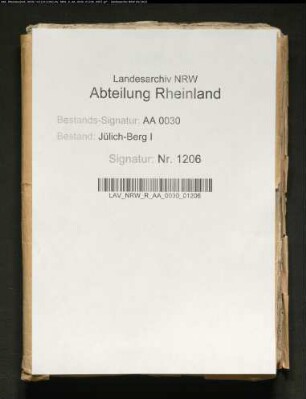 Landesarchiv NRW
Abteilung Rheinland
Bestands-Signatur: AA 0030
Bestand: Jülich-Berg I
Signatur: Nr. 1206
LAV_NRW_R_AA_0030_01206